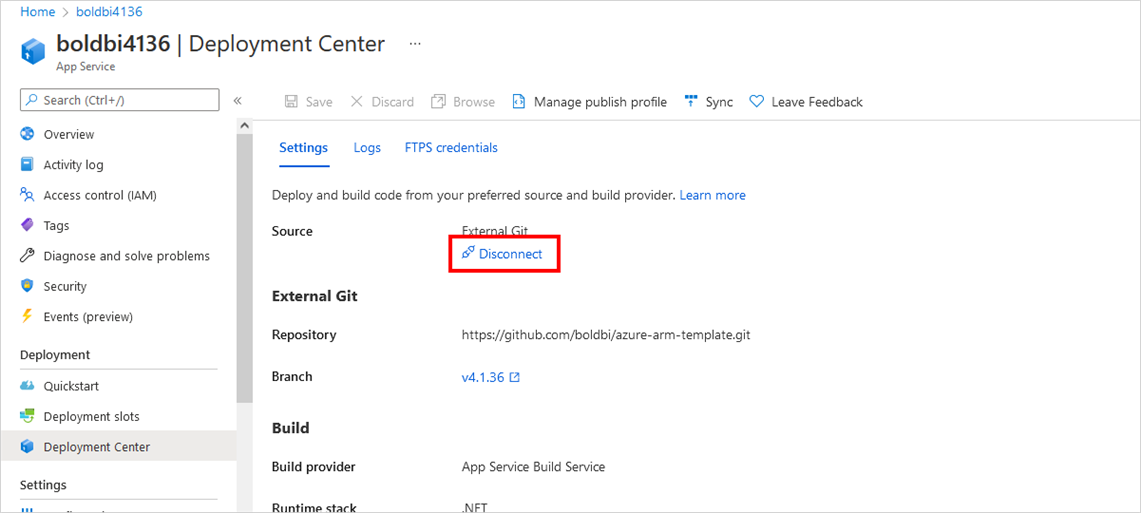 Home > boldbi4136
boldbi4136 | Deployment Center ...
App Service
Search (Ctrl+/) «
Save Discard Browse Manage publish profile Sync Leave Feedback
Overview
Activity log
Access control (IAM)
Tags
Diagnose and solve problems
Security
Events (preview)
Deployment
Quickstart
Deployment slots
Deployment Center
Settings
Settings Logs FTPS credentials
Deploy and build code from your preferred source and build provider. Learn more
Source External Git
Disconnect
External Git
Repository https://github.com/boldbi/azure-arm-template.git
Branch v4.1.36
Build
Build provider App Service Build Service
Runtime stack .NET